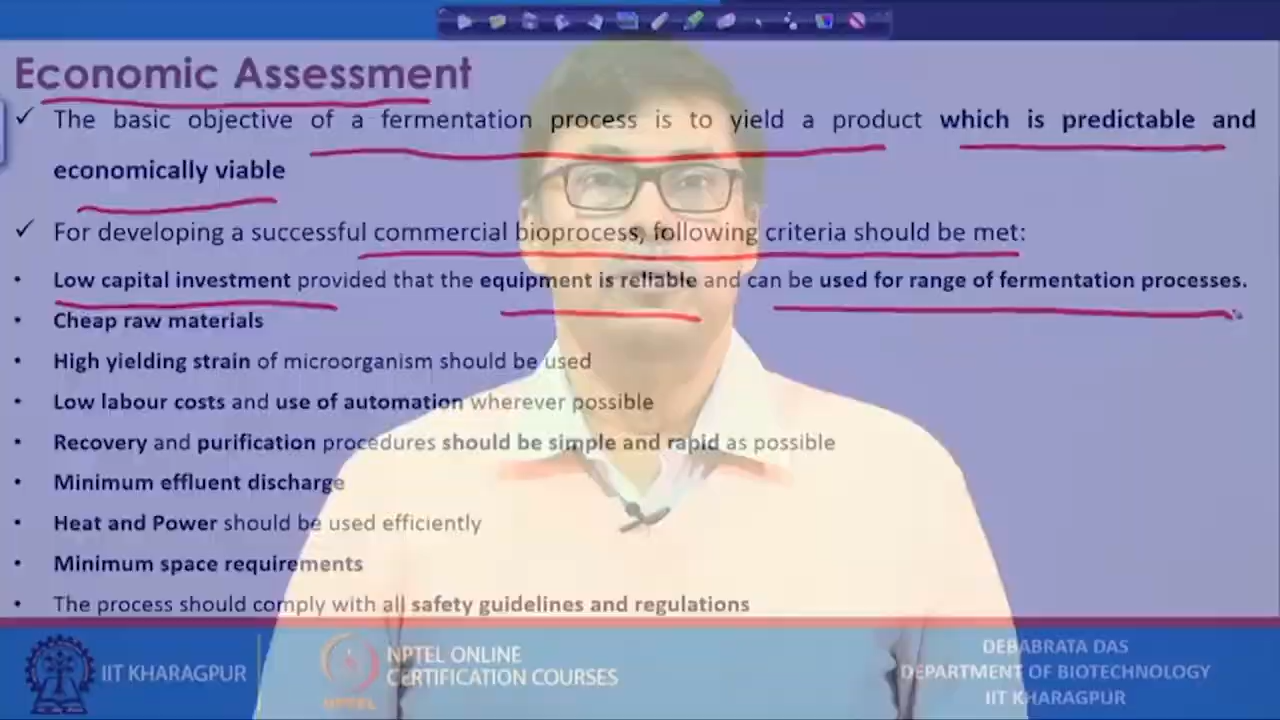 Economic Assessment
✓ The basic objective of a fermentation process is to yield a product which is predictable and
economically viable
✓ For developing a successful commercial bioprocess, following criteria should be met:
• Low capital investment provided that the equipment is reliable and can be used for range of fermentation processes.
• Cheap raw materials
• High yielding strain of microorganism should be used
• Low labour costs and use of automation wherever possible
• Recovery and purification procedures should be simple and rapid as possible
• Minimum effluent discharge
• Heat and Power should be used efficiently
• Minimum space requirements
• The process should comply with all safety guidelines and regulations
IIT KHARAGPUR
NPTEL
NPTEL ONLINE
CERTIFICATION COURSES
DEBABRATA DAS
DEPARTMENT OF BIOTECHNOLOGY
IIT KHARAGPUR